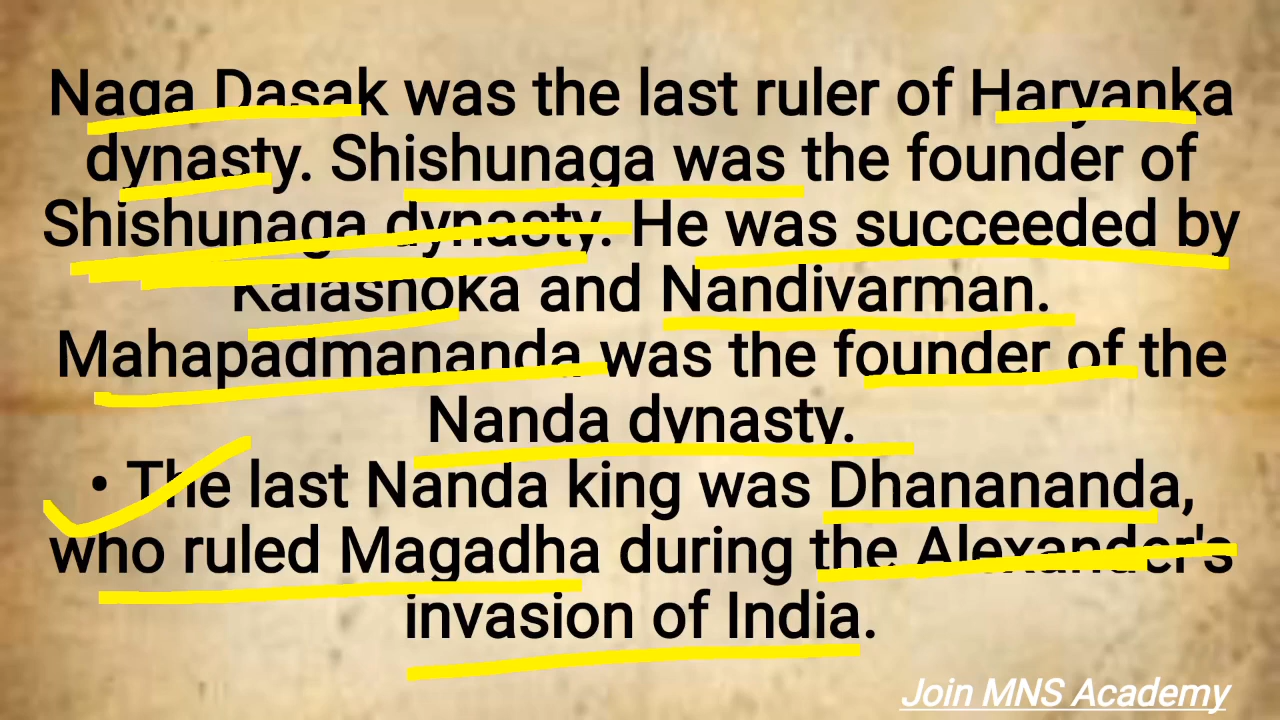 Naga Dasak was the last ruler of Haryanka
dynasty. Shishunaga was the founder of
Shishunaga dynasty. He was succeeded by
Kalashoka and Nandivarman.
Mahapadmananda was the founder of the
Nanda dynasty.
• The last Nanda king was Dhanananda,
who ruled Magadha during the Alexander's
invasion of India.
Join MNS Academy